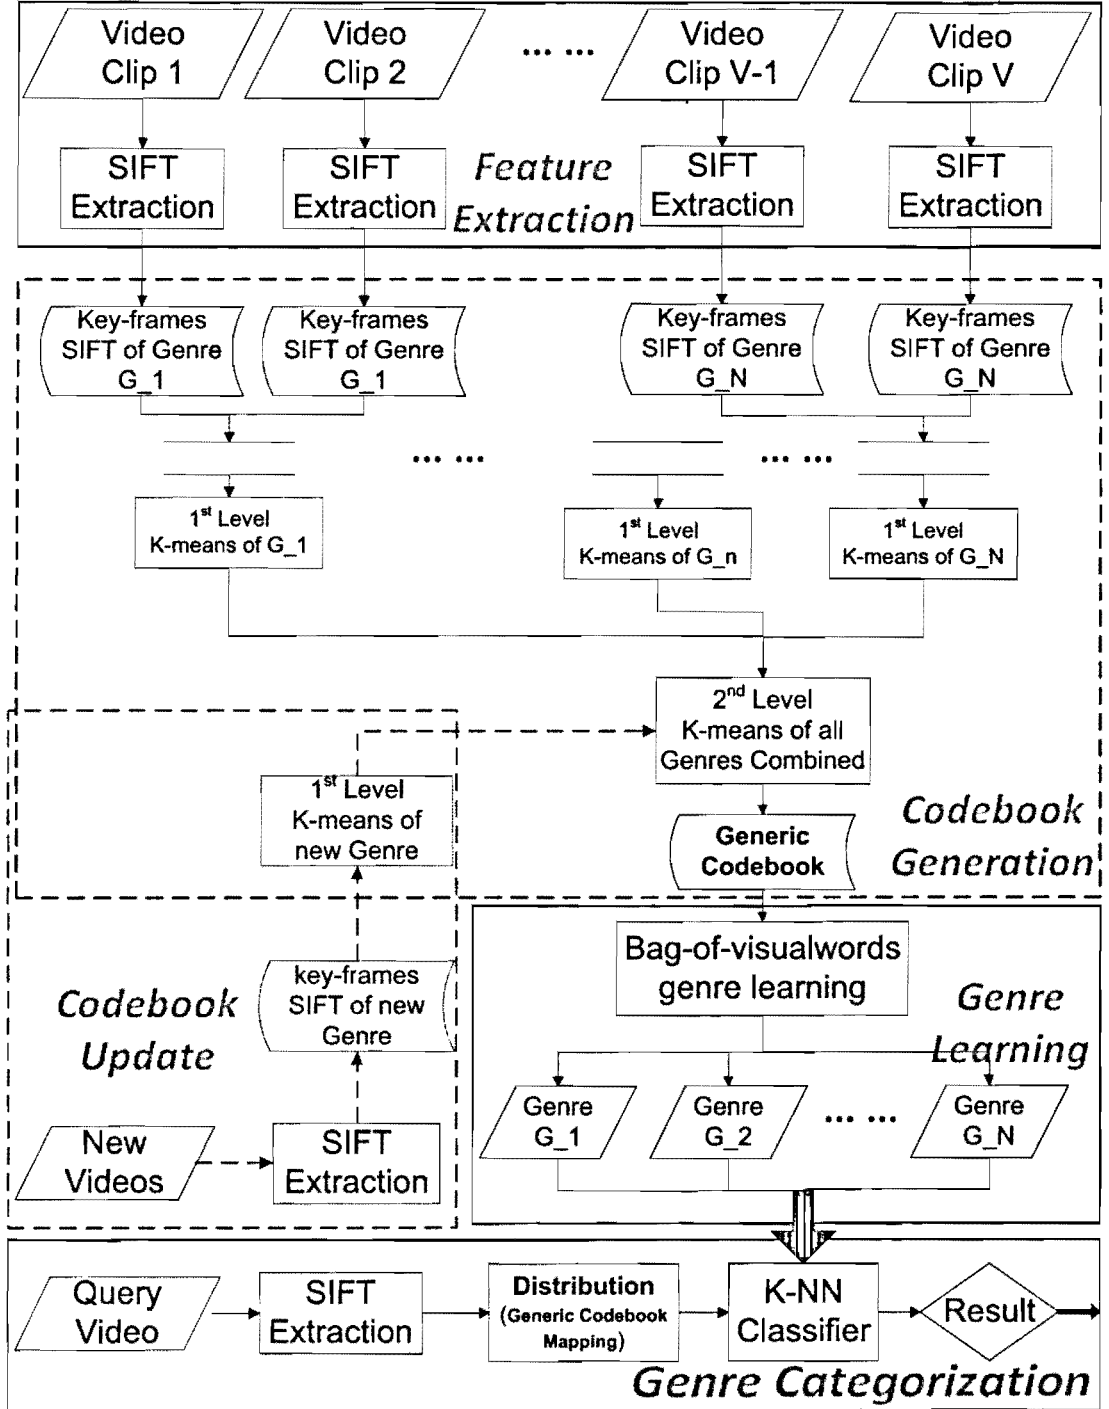 Video
Clip 1
Video
Clip 2
... ...
Video
Clip V-1
Video
Clip V
SIFT
Extraction
SIFT
Extraction
Feature
Extraction
SIFT
Extraction
SIFT
Extraction
Key-frames
SIFT of Genre
G_1
Key-frames
SIFT of Genre
G_1
Key-frames
SIFT of Genre
G_N
Key-frames
SIFT of Genre
G_N
... ...
... ...
1st Level
K-means of G_1
1st Level
K-means of G_n
1st Level
K-means of G_N
2nd Level
K-means of all
Genres Combined
1st Level
K-means of
new Genre
Generic
Codebook
Codebook
Generation
Bag-of-visualwords
genre learning
Genre
Learning
key-frames
SIFT of new
Genre
Codebook
Update
Genre
G_1
Genre
G_2
... ...
Genre
G_N
New
Videos
SIFT
Extraction
Query
Video
SIFT
Extraction
Distribution
(Generic Codebook
Mapping)
K-NN
Classifier
Result
Genre Categorization